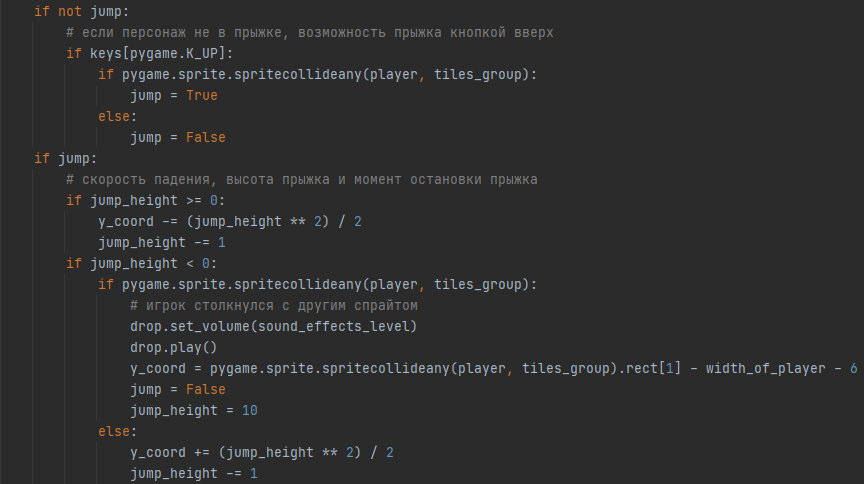 if not jump:
    # если персонаж не в прыжке, возможность прыжка кнопкой вверх
    if keys[pygame.K_UP]:
        if pygame.sprite.spritecollideany(player, tiles_group):
            jump = True
        else:
            jump = False
if jump:
    # скорость падения, высота прыжка и момент остановки прыжка
    if jump_height >= 0:
        y_coord -= (jump_height ** 2) / 2
        jump_height -= 1
    if jump_height < 0:
        if pygame.sprite.spritecollideany(player, tiles_group):
            # игрок столкнулся с другим спрайтом
            drop.set_volume(sound_effects_level)
            drop.play()
            y_coord = pygame.sprite.spritecollideany(player, tiles_group).rect[1] - width_of_player - 6
            jump = False
            jump_height = 10
        else:
            y_coord += (jump_height ** 2) / 2
            jump_height -= 1